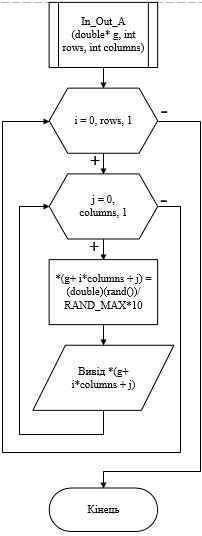 In_Out_A
(double* g, int
rows, int columns)
i = 0, rows, 1
-
+
j = 0,
columns, 1
-
+
*(g+ i*columns + j) =
(double)(rand())/
RAND_MAX*10
Вивід *(g+
i*columns + j)
Кінець